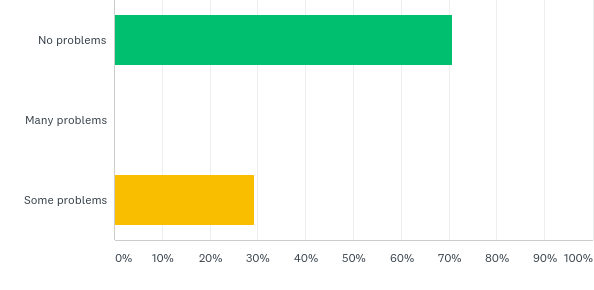 No problems
Many problems
Some problems
0% 10% 20% 30% 40% 50% 60% 70% 80% 90% 100%